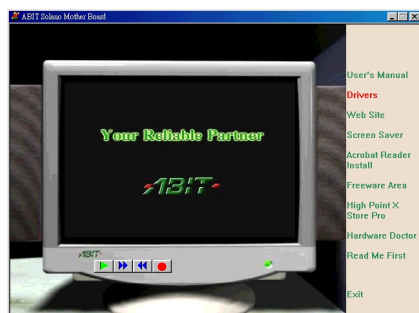 ABIT Solano Mother Board
Your Reliable Partner
ABIT
ABIT
User's Manual
Drivers
Web Site
Screen Saver
Acrobat Reader
Install
Freeware Area
High Point X
Store Pro
Hardware Doctor
Read Me First
Exit